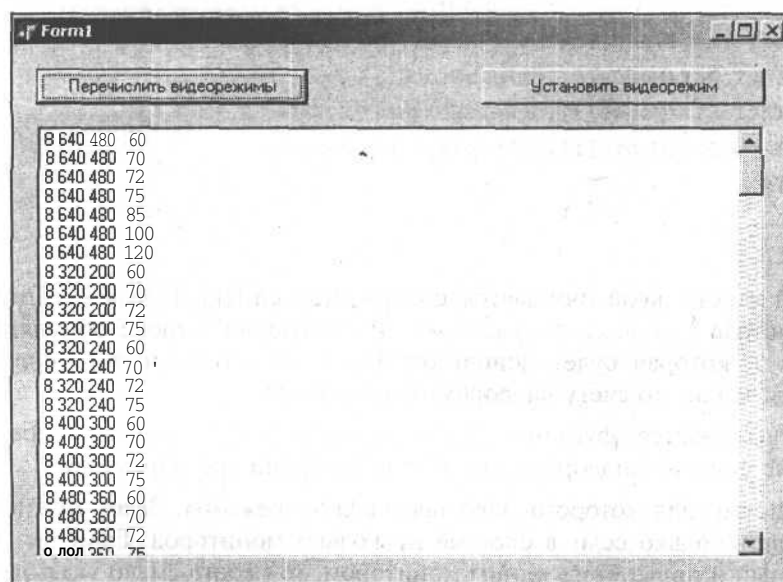 Form1
Перечислить видеорежимы
Установить видеорежим
8 640 480 60
8 640 480 70
8 640 480 72
8 640 480 75
8 640 480 85
8 640 480 100
8 640 480 120
8 320 200 60
8 320 200 70
8 320 200 72
8 320 200 75
8 320 240 60
8 320 240 70
8 320 240 72
8 320 240 75
8 400 300 60
8 400 300 70
8 400 300 72
8 400 300 75
8 480 360 60
8 480 360 70
8 480 360 72